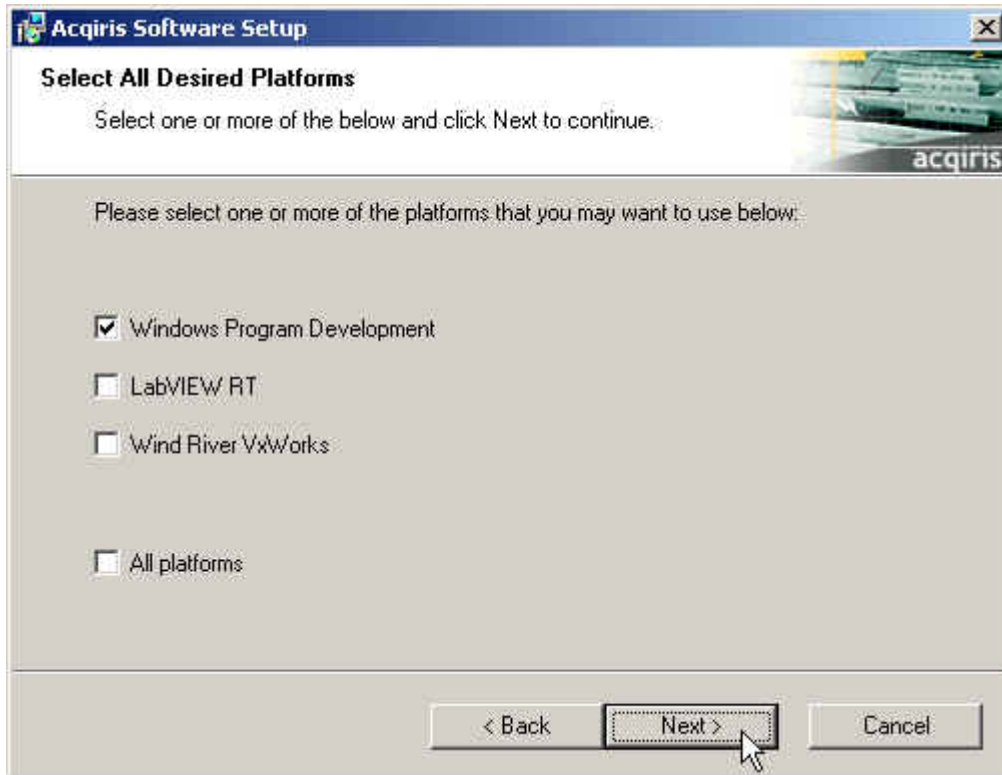 Acqiris Software Setup
Select All Desired Platforms
Select one or more of the below and click Next to continue.
acqiris
Please select one or more of the platforms that you may want to use below:
Windows Program Development
LabVIEW RT
Wind River VxWorks
All platforms
< Back Next > Cancel